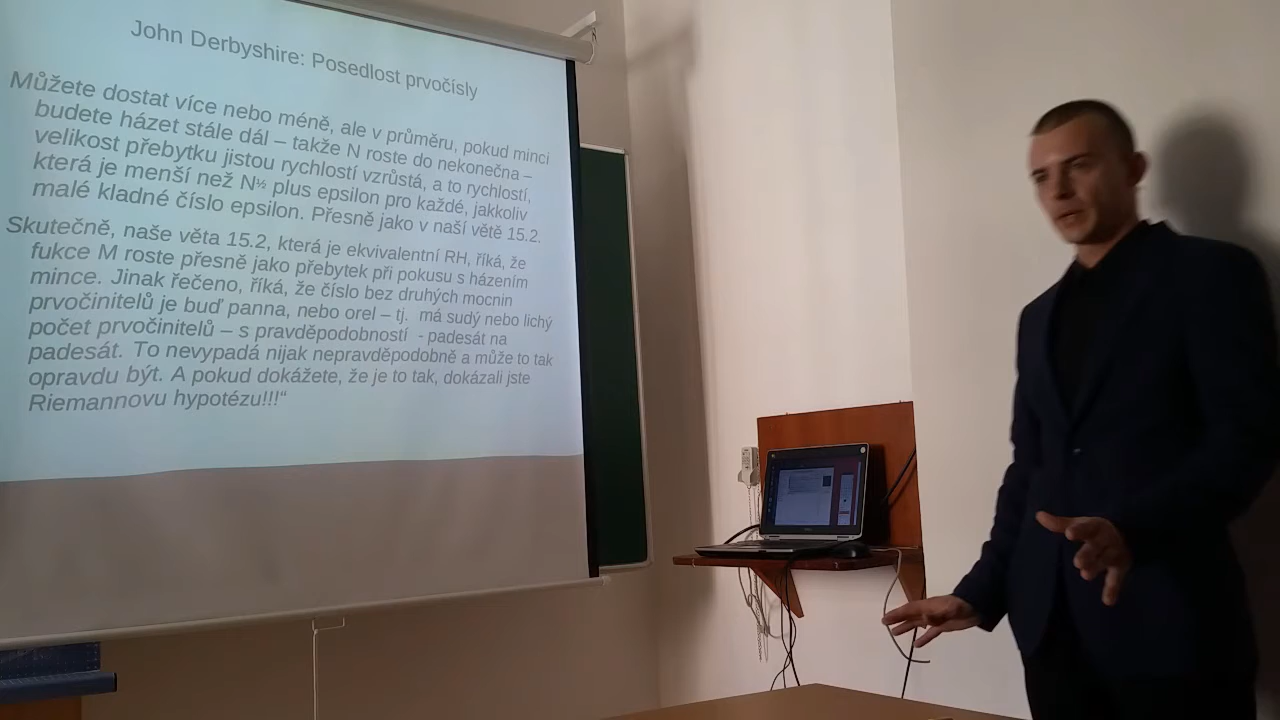 John Derbyshire: Posedlost prvočísly
Můžete dostat více nebo méně, ale v průměru, pokud minci
budete házet stále dál – takže N roste do nekonečna –
velikost přebytku jistou rychlostí vzrůstá, a to rychlostí,
která je menší než N½ plus epsilon pro každé, jakkoliv
malé kladné číslo epsilon. Přesně jako v naší větě 15.2.
Skutečně, naše věta 15.2, která je ekvivalentní RH, říká, že
fukce M roste přesně jako přebytek při pokusu s házením
mince. Jinak řečeno, říká, že číslo bez druhých mocnin
prvočinitelů je buď panna, nebo orel – tj. má sudý nebo lichý
počet prvočinitelů – s pravděpodobností - padesát na
padesát. To nevypadá nijak nepravděpodobně a může to tak
opravdu být. A pokud dokážete, že je to tak, dokázali jste
Riemannovu hypotézu!!!“